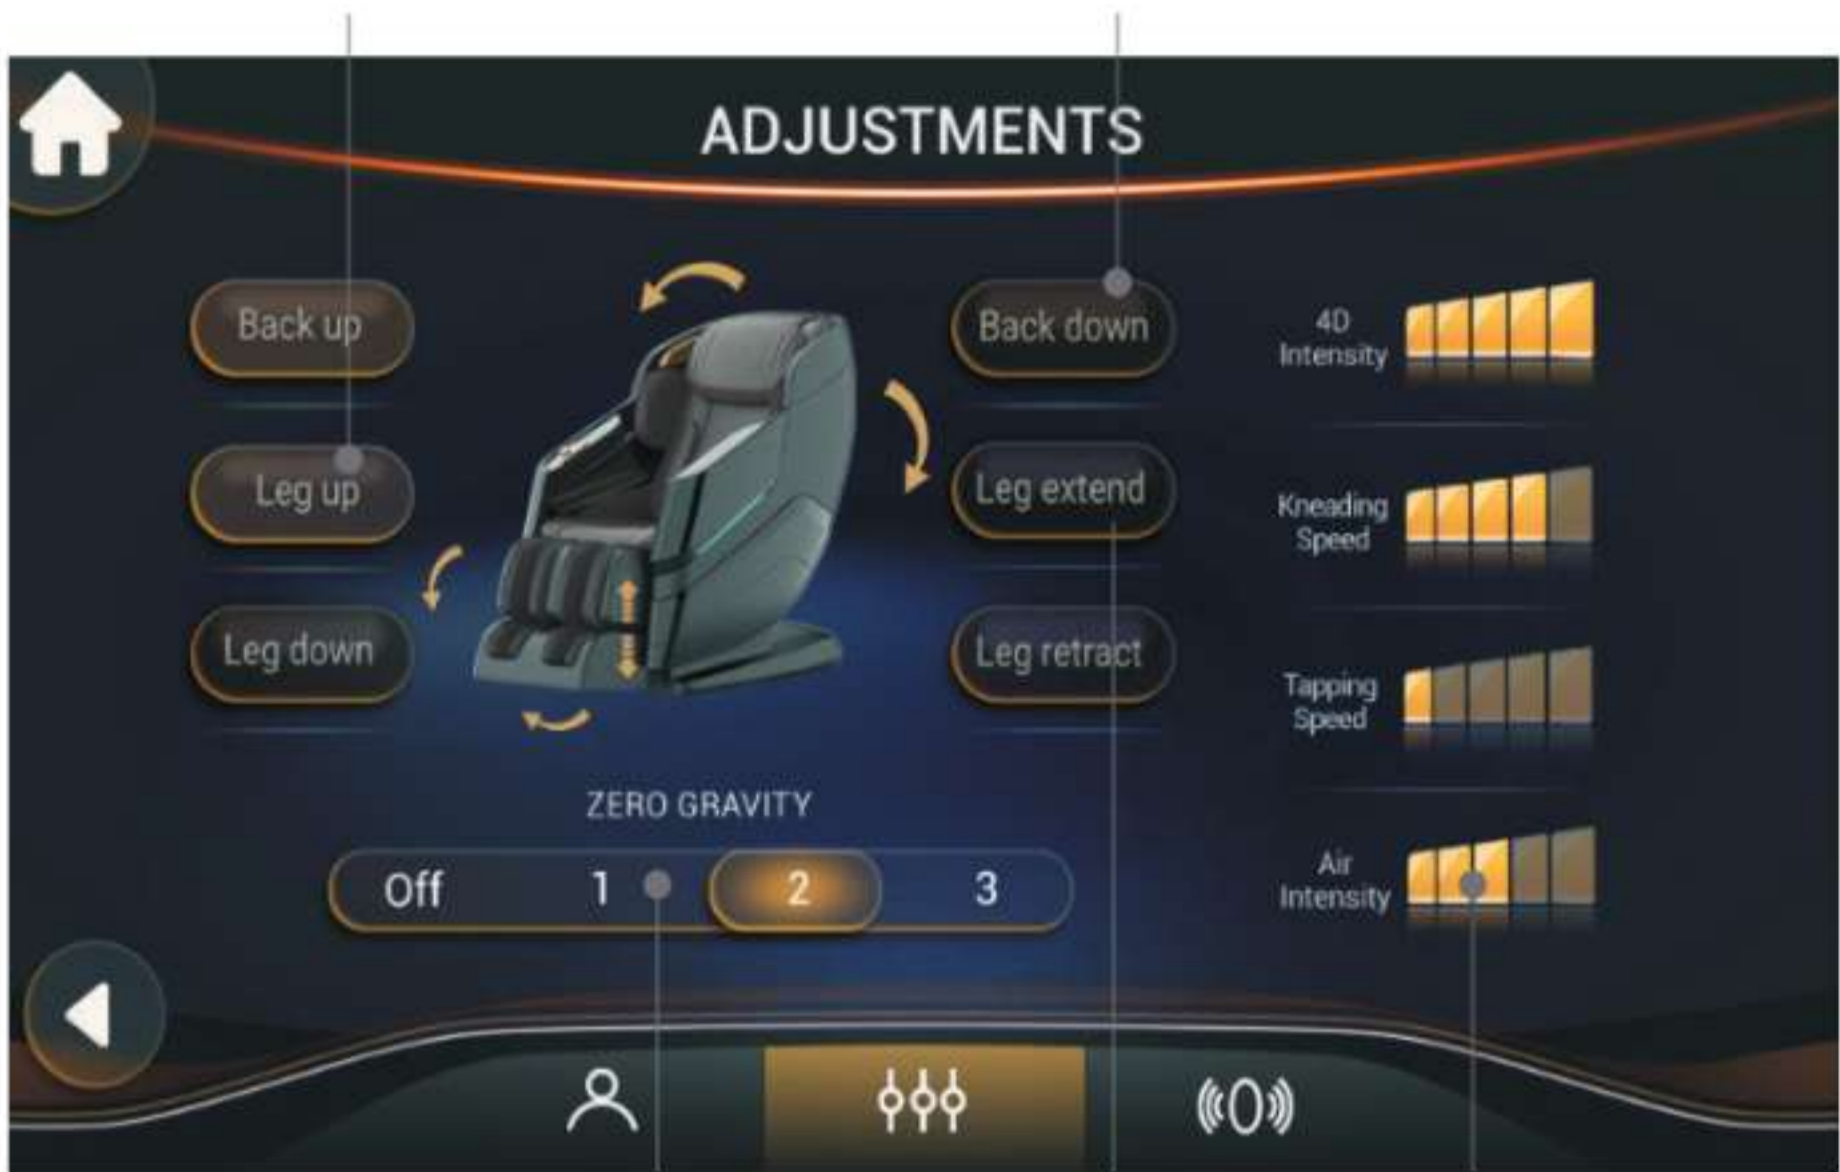 ADJUSTMENTS
Back up
Leg up
Leg down
Back down
Leg extend
Leg retract
4D
Intensity
Kneading
Speed
Tapping
Speed
Air
Intensity
ZERO GRAVITY
Off 1 2 3